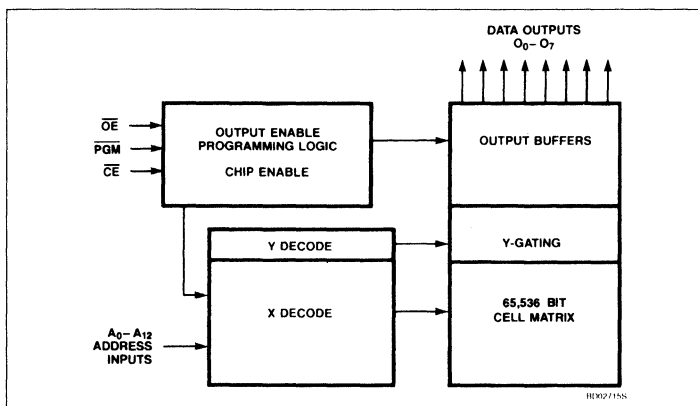 DATA OUTPUTS
O₀– O₇
OE
PGM
CE
OUTPUT ENABLE
PROGRAMMING LOGIC
CHIP ENABLE
OUTPUT BUFFERS
Y DECODE
Y-GATING
X DECODE
65,536 BIT
CELL MATRIX
A₀– A₁₂
ADDRESS
INPUTS
BD02715S